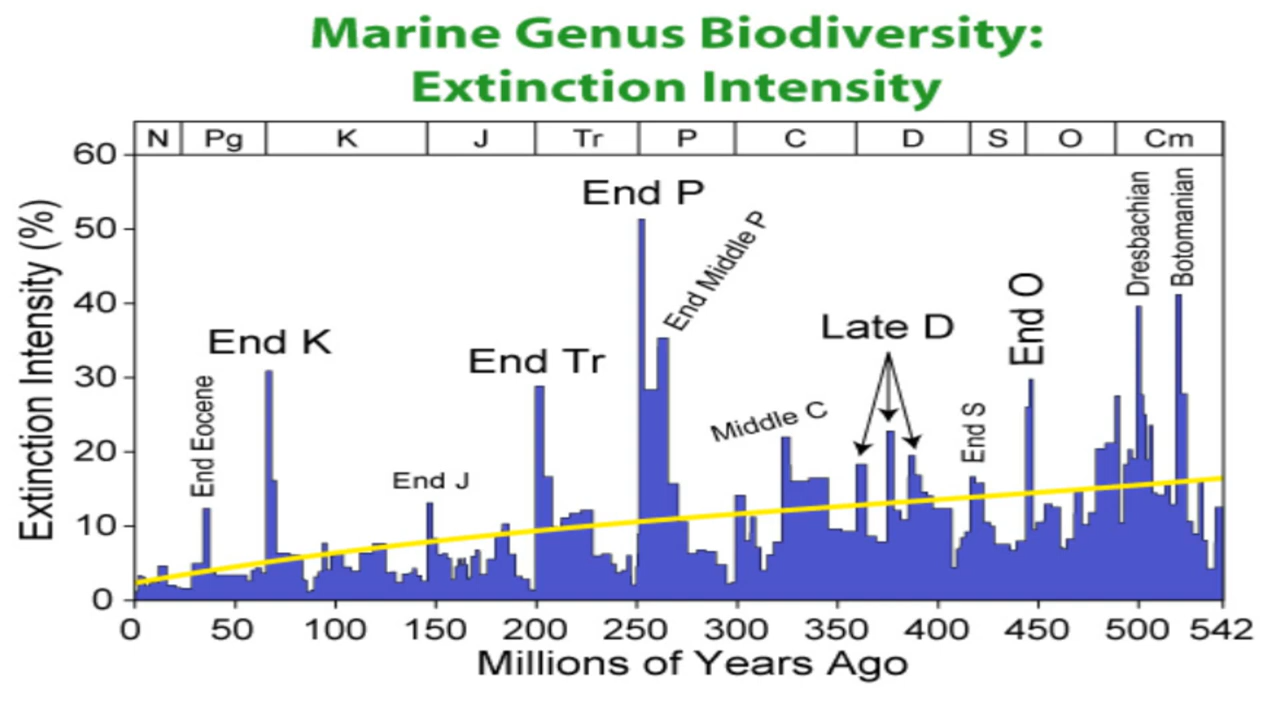 Marine Genus Biodiversity:
Extinction Intensity
N Pg K J Tr P C D S O Cm
60
50
40
30
20
10
0
Extinction Intensity (%)
End Eocene
End K
End J
End Tr
End P
End Middle P
Middle C
Late D
End S
End O
Dresbachian
Botomanian
0 50 100 150 200 250 300 350 400 450 500 542
Millions of Years Ago